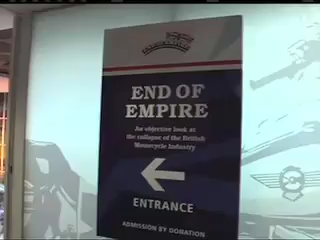 END OF
EMPIRE
An objective look at
the collapse of the British
Motorcycle Industry
ENTRANCE
ADMISSION BY DONATION